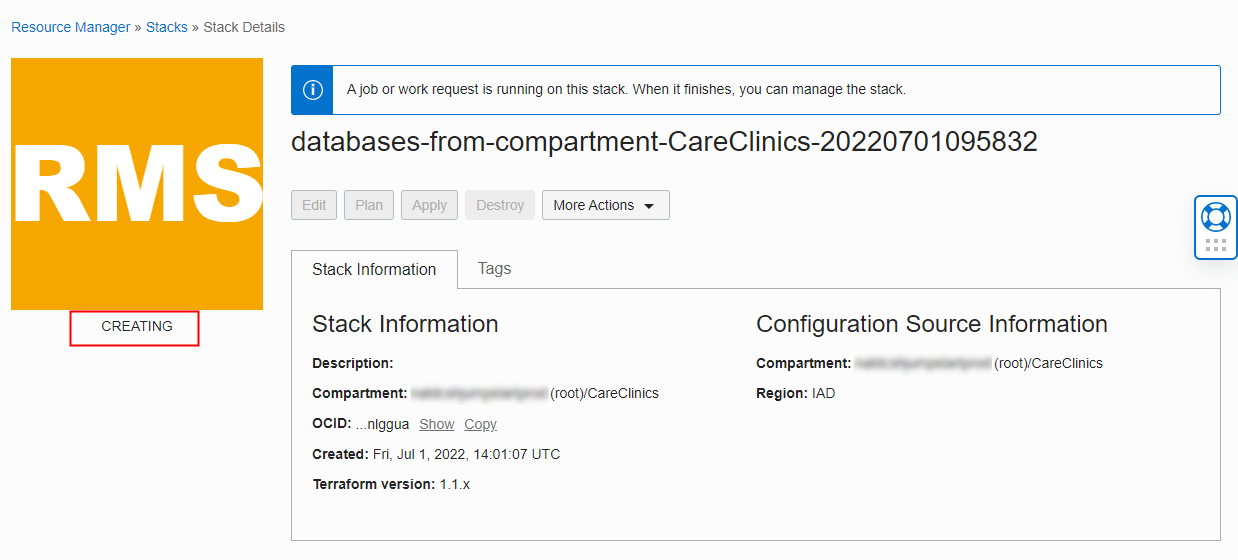 Resource Manager » Stacks » Stack Details
RMS
CREATING
A job or work request is running on this stack. When it finishes, you can manage the stack.
databases-from-compartment-CareClinics-20220701095832
Edit Plan Apply Destroy More Actions
Stack Information Tags
Stack Information
Description:
Compartment: (root)/CareClinics
OCID: ...nlggua Show Copy
Created: Fri, Jul 1, 2022, 14:01:07 UTC
Terraform version: 1.1.x
Configuration Source Information
Compartment: (root)/CareClinics
Region: IAD